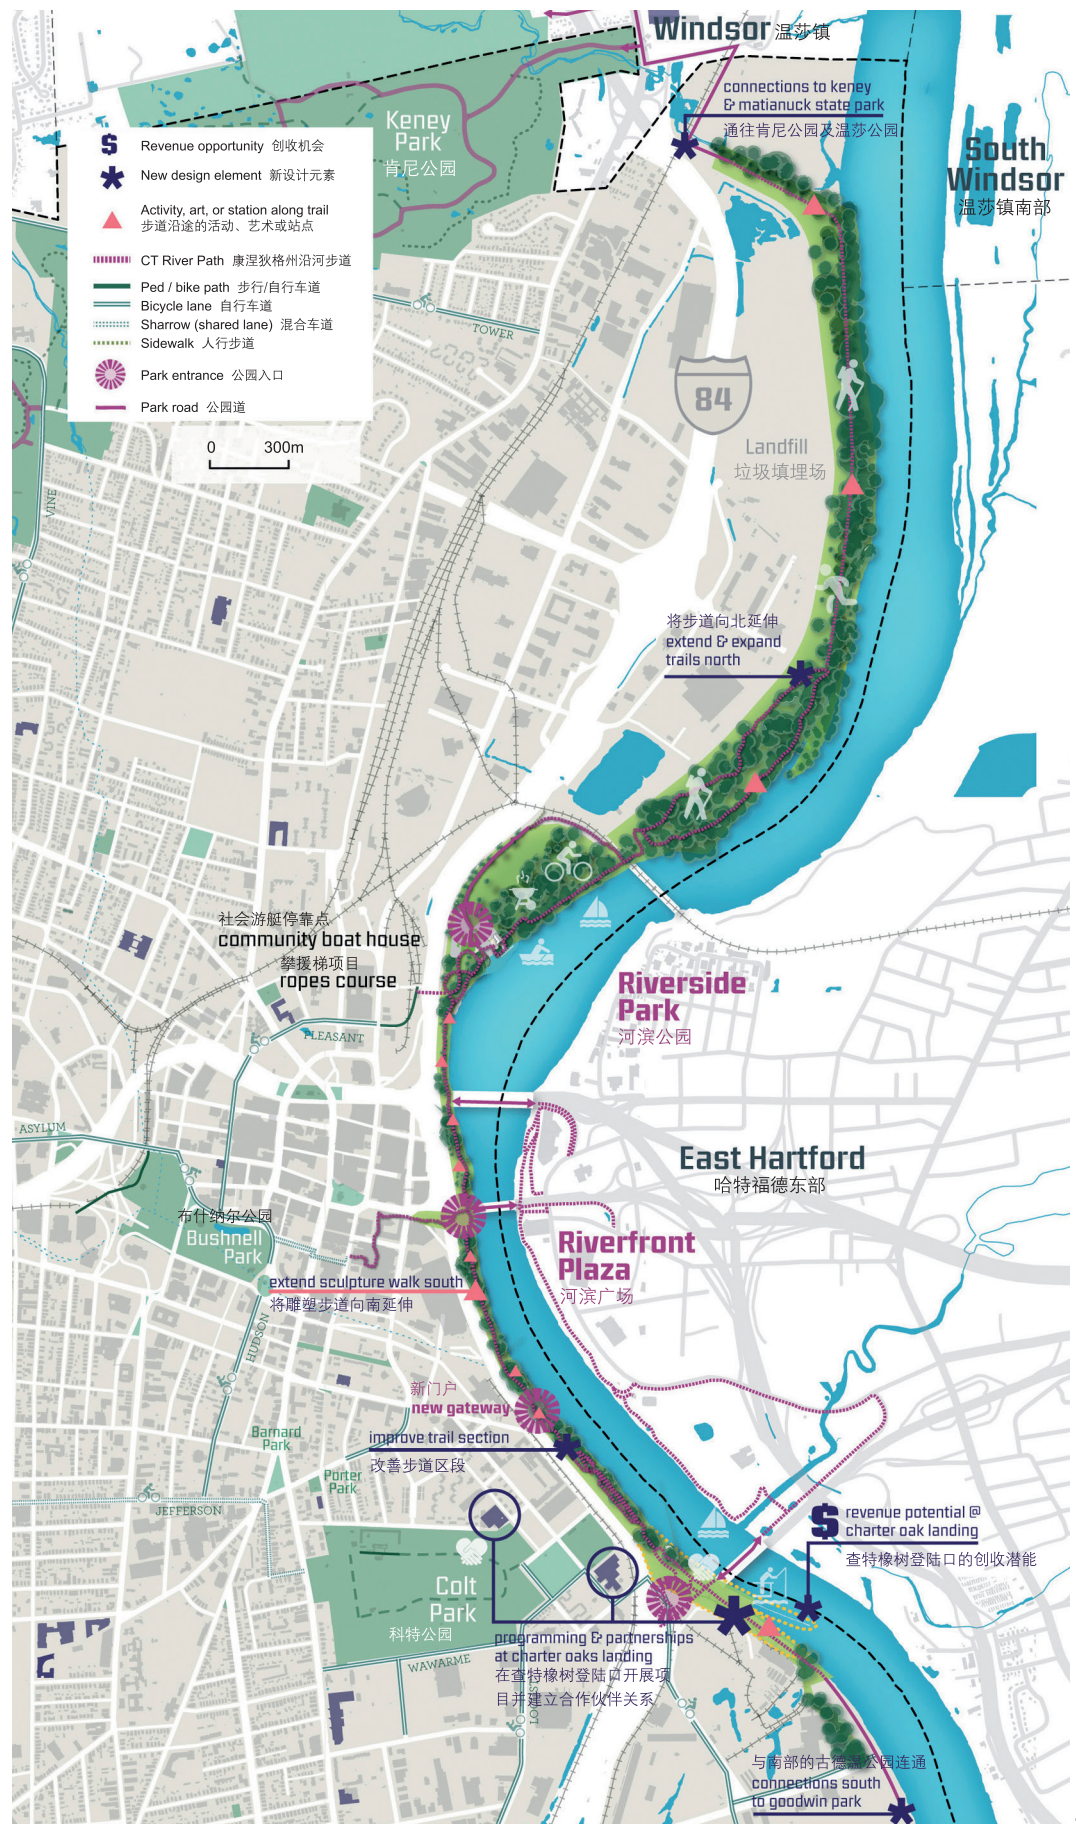 Windsor 温莎镇
connections to keney
& matianuck state park
通往肯尼公园及温莎公园
Keney
Park
肯尼公园
South
Windsor
温莎镇南部
Revenue opportunity 创收机会
New design element 新设计元素
Activity, art, or station along trail
步道沿途的活动、艺术或站点
CT River Path 康涅狄格州沿河步道
Ped / bike path 步行/自行车道
Bicycle lane 自行车道
Sharrow (shared lane) 混合车道
Sidewalk 人行步道
Park entrance 公园入口
Park road 公园道
0 300m
TOWER
84
Landfill
垃圾填埋场
VINE
将步道向北延伸
extend & expand
trails north
社会游艇停靠点
community boat house
攀援梯项目
ropes course
Riverside
Park
河滨公园
PLEASANT
ASYLUM
East Hartford
哈特福德东部
布什纳尔公园
Bushnell
Park
Riverfront
Plaza
河滨广场
extend sculpture walk south
将雕塑步道向南延伸
HUDSON
新门户
new gateway
improve trail section
改善步道区段
Barnard
Park
Porter
Park
JEFFERSON
$ revenue potential @
charter oak landing
查特橡树登陆口的创收潜能
Colt
Park
科特公园
programming & partnerships
at charter oaks landing
在查特橡树登陆口开展项
目并建立合作伙伴关系
WAWARME
与南部的古德温公园连通
connections south
to goodwin park